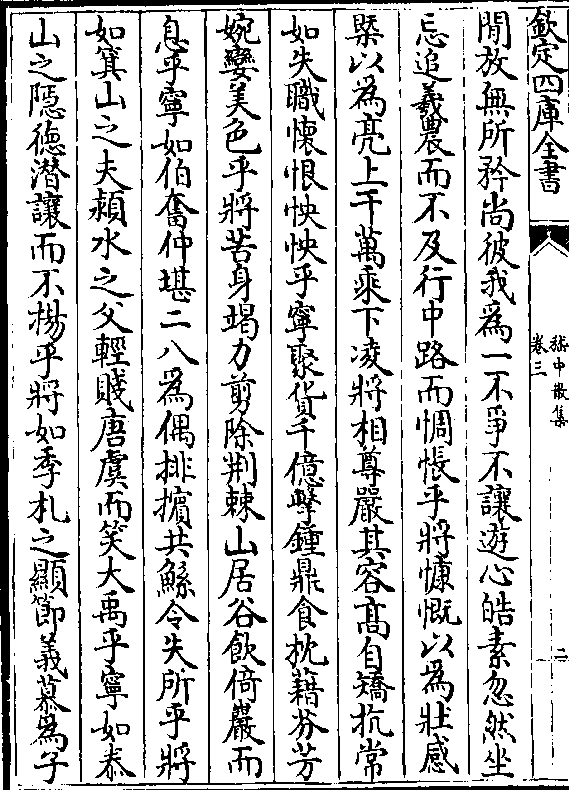 欽定四庫全書
嵇中散集
卷三
二
閒放無所矜尚彼我為一不爭不讓遊心皓素忽然坐
忘追羲農而不及行中路而惆悵乎將慷慨以為壯感
槩以為亮上干萬乘下凌將相尊嚴其容髙自矯抗常
如失職懷恨怏怏乎寧聚貨千億擊鐘鼎食枕藉芬芳
婉孌美色乎將苦身竭力剪除荆棘山居谷飲倚巖而
息乎寧如伯奮仲堪二八為偶排擯共鯀令失所乎將
如箕山之夫潁水之父輕賤唐虞而笑大禹乎寧如泰
山之隱德潛讓而不揚乎將如季札之顯節義慕為子